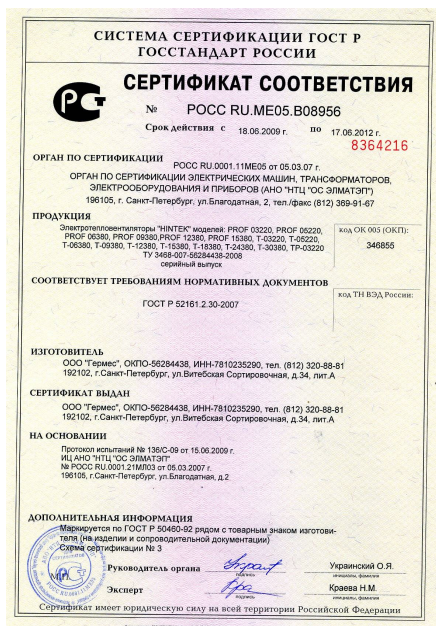 СИСТЕМА СЕРТИФИКАЦИИ ГОСТ Р
ГОССТАНДАРТ РОССИИ
СЕРТИФИКАТ СООТВЕТСТВИЯ
№ РОСС RU.ME05.B08956
Срок действия с 18.06.2009 г. по 17.06.2012 г.
8364216
ОРГАН ПО СЕРТИФИКАЦИИ
РОСС RU.0001.11ME05 от 05.03.07 г.
ОРГАН ПО СЕРТИФИКАЦИИ ЭЛЕКТРИЧЕСКИХ МАШИН, ТРАНСФОРМАТОРОВ,
ЭЛЕКТРООБОРУДОВАНИЯ И ПРИБОРОВ (АНО "НТЦ "ОС ЭЛМАТЭП")
196105, г. Санкт-Петербург, ул.Благодатная, 2, тел./факс (812) 369-91-67
ПРОДУКЦИЯ
Электротепловентиляторы "HINTEK" моделей: PROF 03220, PROF 05220,
PROF 06380, PROF 09380,PROF 12380, PROF 15380, T-03220, T-05220,
T-06380, T-09380, T-12380, T-15380, T-18380, T-24380, T-30380, TP-03220
ТУ 3468-007-56284438-2008
серийный выпуск
код ОК 005 (ОКП):
346855
СООТВЕТСТВУЕТ ТРЕБОВАНИЯМ НОРМАТИВНЫХ ДОКУМЕНТОВ
код ТН ВЭД России:
ГОСТ Р 52161.2.30-2007
ИЗГОТОВИТЕЛЬ
ООО "Гермес", ОКПО-56284438, ИНН-7810235290, тел. (812) 320-88-81
192102, г.Санкт-Петербург, ул.Витебская Сортировочная, д.34, лит.А
СЕРТИФИКАТ ВЫДАН
ООО "Гермес", ОКПО-56284438, ИНН-7810235290, тел. (812) 320-88-81
192102, г.Санкт-Петербург, ул.Витебская Сортировочная, д.34, лит.А
НА ОСНОВАНИИ
Протокол испытаний № 136/С-09 от 15.06.2009 г.
ИЦ АНО "НТЦ "ОС ЭЛМАТЭП"
№ РОСС RU.0001.21МЛ03 от 05.03.2007 г.
196105, г.Санкт-Петербург, ул.Благодатная, д.2
ДОПОЛНИТЕЛЬНАЯ ИНФОРМАЦИЯ
Маркируется по ГОСТ Р 50460-92 рядом с товарным знаком изготови-
теля (на изделии и сопроводительной документации)
Схема сертификации № 3
Руководитель органа
подпись
Украинский О.Я.
инициалы, фамилия
М.П.
Эксперт
подпись
Краева Н.М.
инициалы, фамилия
Сертификат имеет юридическую силу на всей территории Российской Федерации